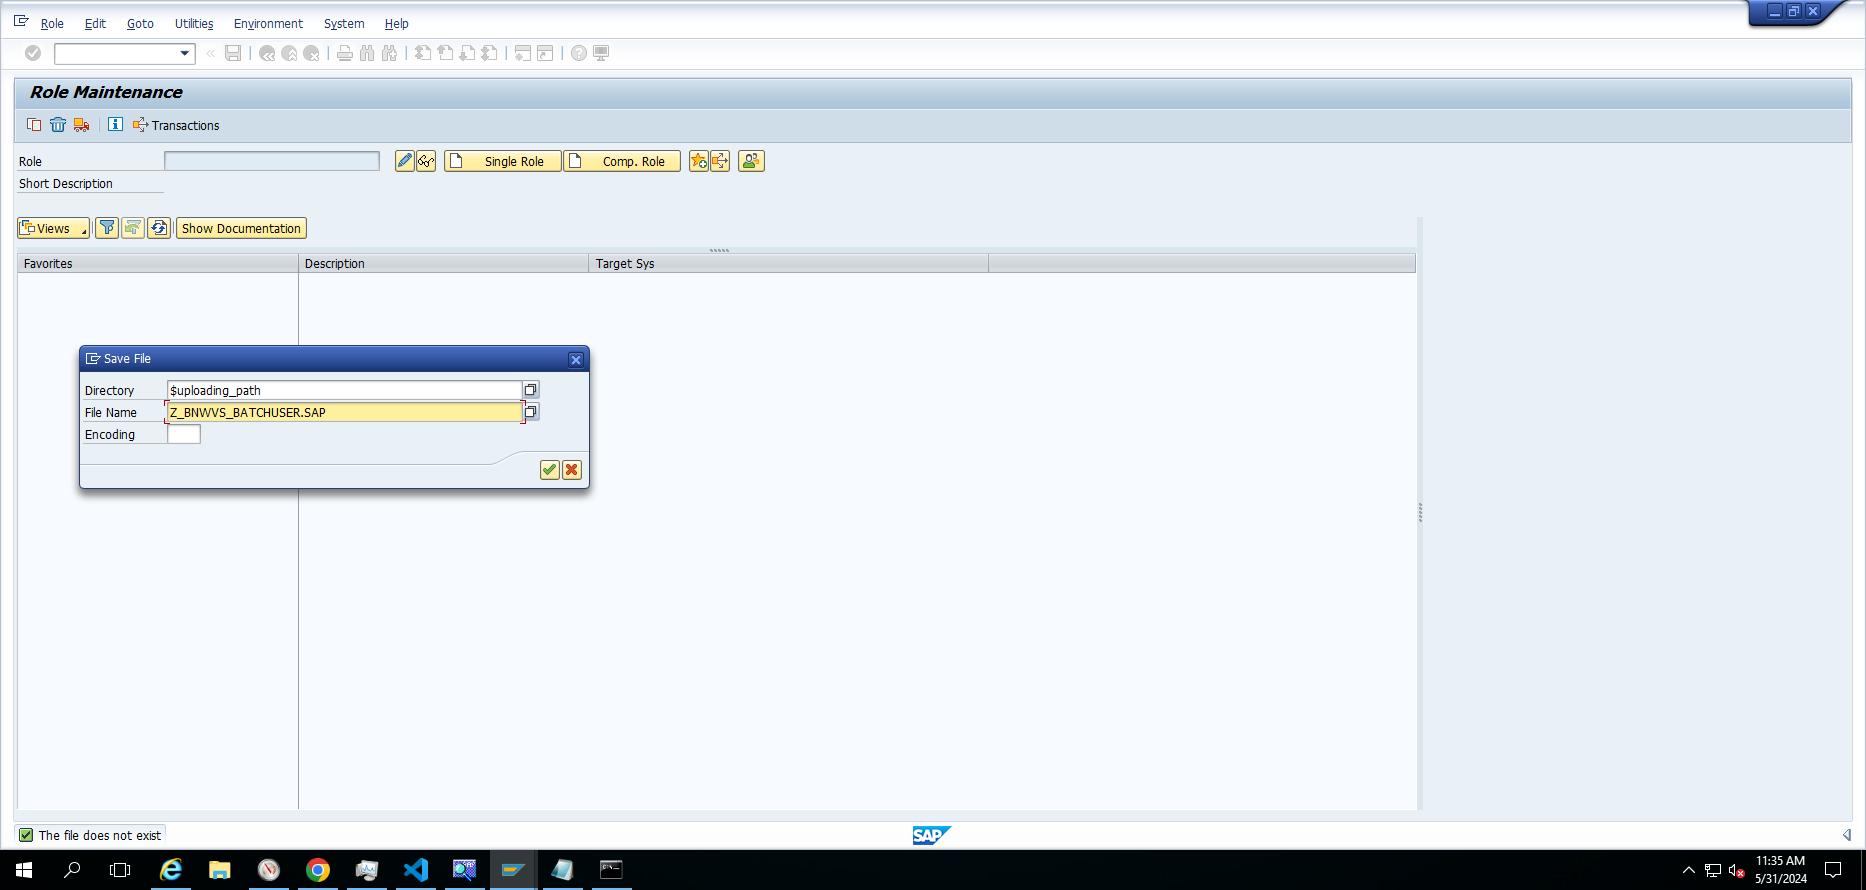 Role Edit Goto Utilities Environment System Help
Role Maintenance
Transactions
Role
Single Role Comp. Role
Short Description
Views Show Documentation
Favorites Description Target Sys
Save File
Directory $uploading_path
File Name Z_BNWVS_BATCHUSER.SAP
Encoding
The file does not exist
SAP
11:35 AM
5/31/2024